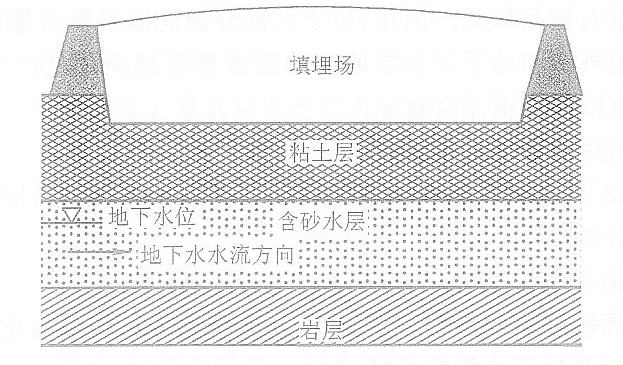 填埋场
粘土层
地下水位
含砂水层
地下水水流方向
岩层